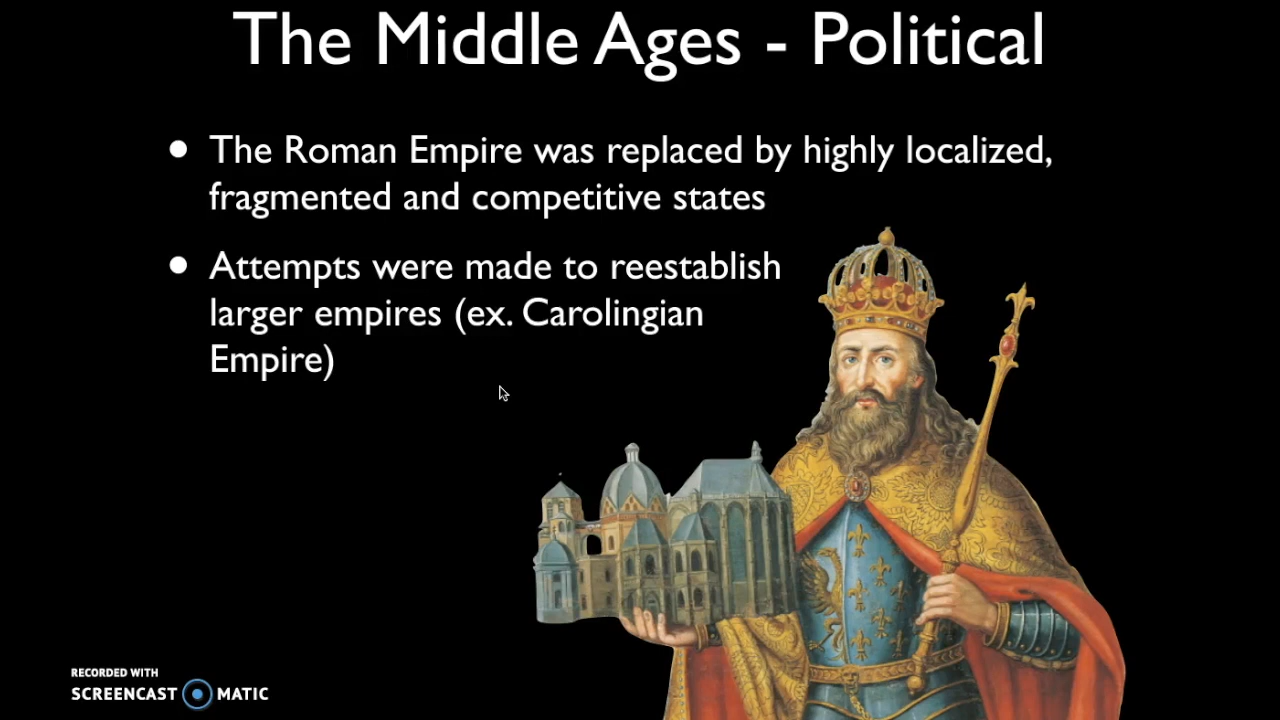 The Middle Ages - Political
• The Roman Empire was replaced by highly localized,
fragmented and competitive states
• Attempts were made to reestablish
larger empires (ex. Carolingian
Empire)
RECORDED WITH
SCREENCAST MATIC